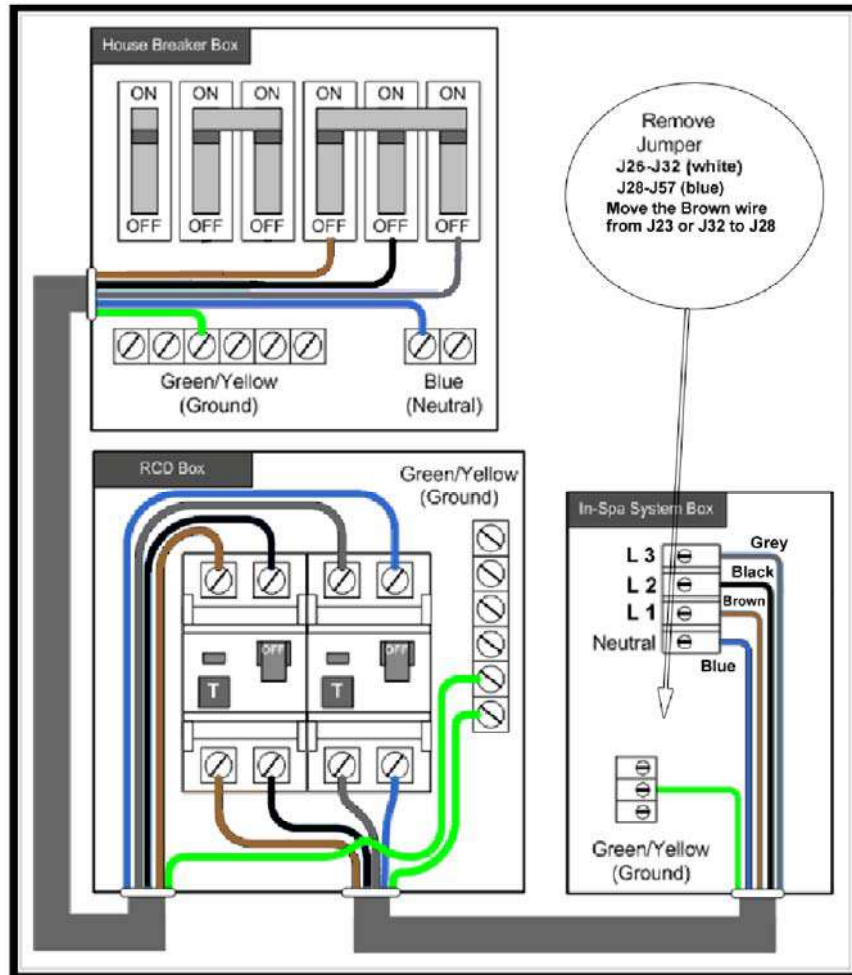 House Breaker Box
ON ON ON ON ON ON
OFF OFF OFF OFF OFF OFF
Green/Yellow
(Ground)
Blue
(Neutral)
Remove
Jumper
J26-J32 (white)
J28-J57 (blue)
Move the Brown wire
from J23 or J32 to J28
RCD Box
Green/Yellow
(Ground)
OFF OFF
T T
In-Spa System Box
L 3 Grey
L 2 Black
L 1 Brown
Neutral
Blue
Green/Yellow
(Ground)